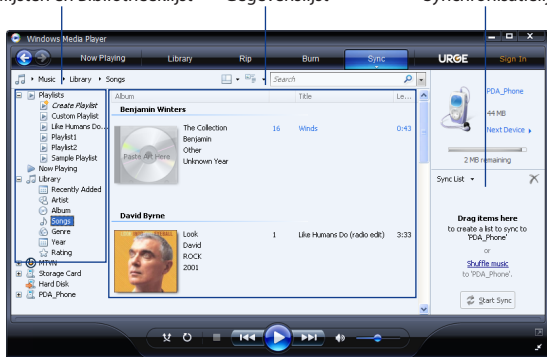 Gegevenslijst
Windows Media Player
Now Playing
Library
Rip
Burn
Sync
URGE
Sign In
Music ▸ Library ▸ Songs
Search
Playlists
Create Playlist
Custom Playlist
Like Humans Do...
Playlist1
Playlist2
Sample Playlist
Now Playing
Library
Recently Added
Artist
Album
Songs
Genre
Year
Rating
MTVN
Storage Card
Hard Disk
PDA_Phone
Album
Title
Le...
Benjamin Winters
Paste Art Here
The Collection
Benjamin
Other
Unknown Year
16 Winds 0:43
David Byrne
Look
David
ROCK
2001
1 Like Humans Do (radio edit) 3:33
PDA_Phone
44 MB
Next Device
2 MB remaining
Sync List
Drag items here
to create a list to sync to
'PDA_Phone'
or
Shuffle music
to 'PDA_Phone'.
Start Sync